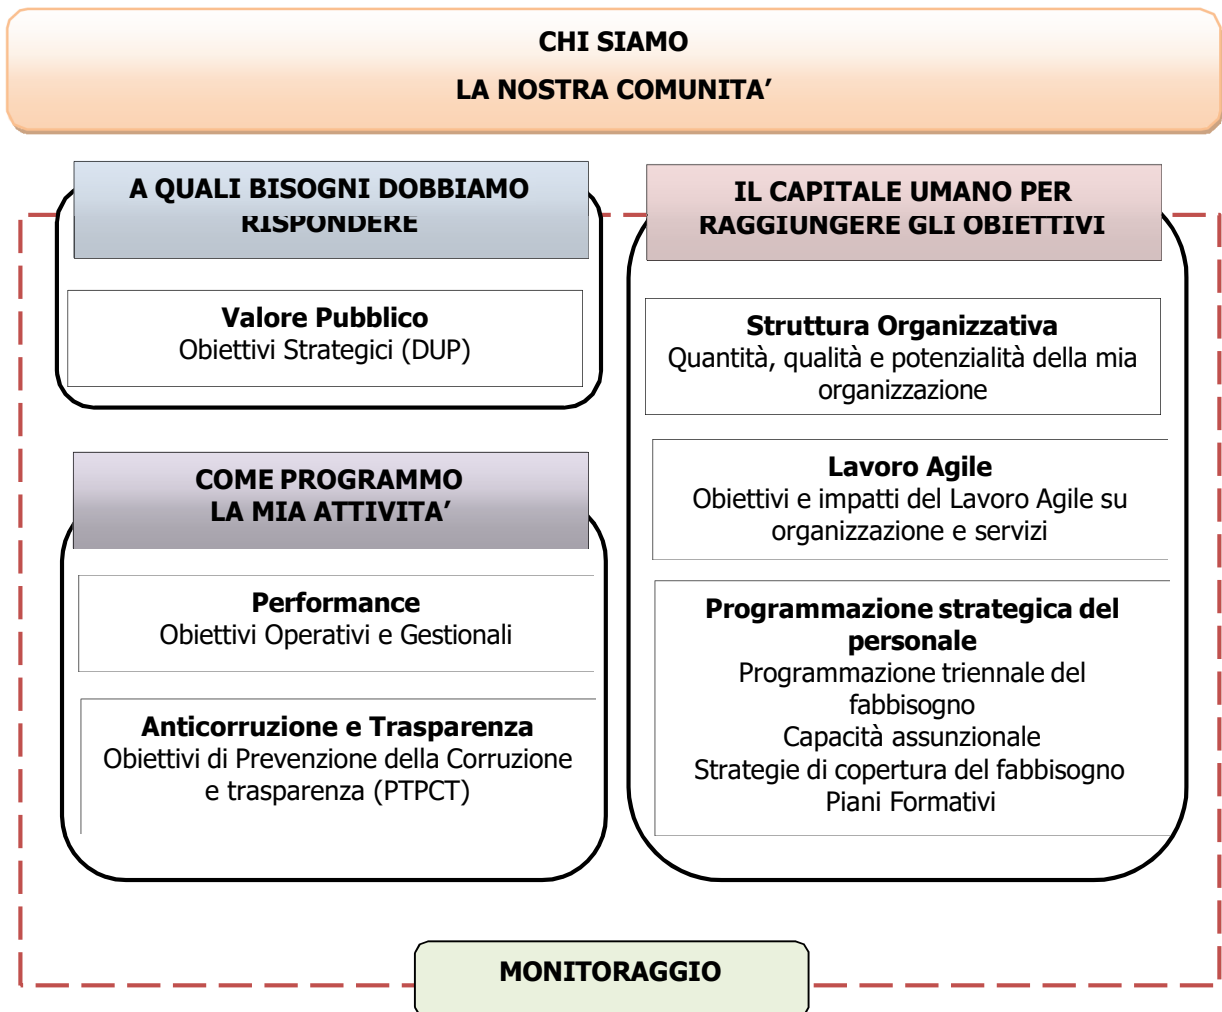 CHI SIAMO
LA NOSTRA COMUNITA’
A QUALI BISOGNI DOBBIAMO
RISPONDERE
Valore Pubblico
Obiettivi Strategici (DUP)
COME PROGRAMMO
LA MIA ATTIVITA’
Performance
Obiettivi Operativi e Gestionali
Anticorruzione e Trasparenza
Obiettivi di Prevenzione della Corruzione
e trasparenza (PTPCT)
IL CAPITALE UMANO PER
RAGGIUNGERE GLI OBIETTIVI
Struttura Organizzativa
Quantità, qualità e potenzialità della mia
organizzazione
Lavoro Agile
Obiettivi e impatti del Lavoro Agile su
organizzazione e servizi
Programmazione strategica del
personale
Programmazione triennale del
fabbisogno
Capacità assunzionale
Strategie di copertura del fabbisogno
Piani Formativi
MONITORAGGIO